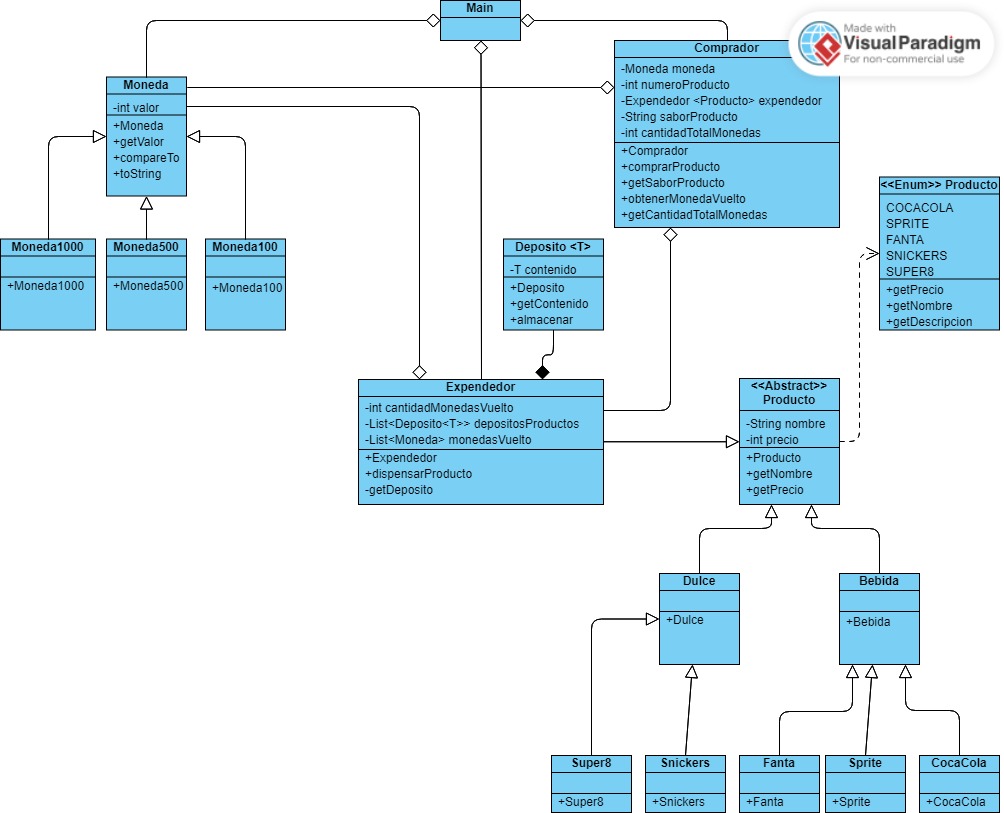 Main
Made with
VisualParadigm
For non-commercial use
Comprador
-Moneda moneda
-int numeroProducto
-Expendedor <Producto> expendedor
-String saborProducto
-int cantidadTotalMonedas
+Comprador
+comprarProducto
+getSaborProducto
+obtenerMonedaVuelto
+getCantidadTotalMonedas
Moneda
-int valor
+Moneda
+getValor
+compareTo
+toString
<<Enum>> Producto
COCACOLA
SPRITE
FANTA
SNICKERS
SUPER8
+getPrecio
+getNombre
+getDescripcion
Moneda1000
+Moneda1000
Moneda500
+Moneda500
Moneda100
+Moneda100
Deposito <T>
-T contenido
+Deposito
+getContenido
+almacenar
Expendedor
-int cantidadMonedasVuelto
-List<Deposito<T>> depositosProductos
-List<Moneda> monedasVuelto
+Expendedor
+dispensarProducto
-getDeposito
<<Abstract>>
Producto
-String nombre
-int precio
+Producto
+getNombre
+getPrecio
Dulce
+Dulce
Bebida
+Bebida
Super8
+Super8
Snickers
+Snickers
Fanta
+Fanta
Sprite
+Sprite
CocaCola
+CocaCola